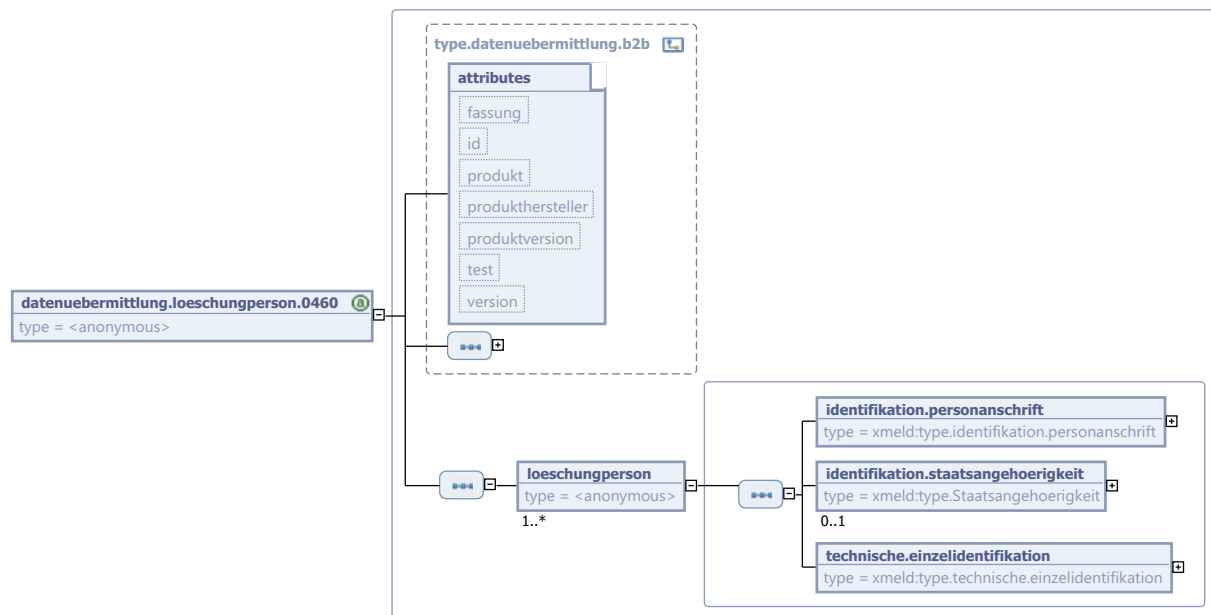 type.datenuebermittlung.b2b
attributes
fassung
id
produkt
produkthersteller
produktversion
test
version
datenuebermittlung.loeschungperson.0460
type = <anonymous>
loeschungperson
type = <anonymous>
1..*
identifikation.personanschrift
type = xmeld:type.identifikation.personanschrift
identifikation.staatsangehoerigkeit
type = xmeld:type.Staatsangehoerigkeit
0..1
technische.einzelidentifikation
type = xmeld:type.technische.einzelidentifikation